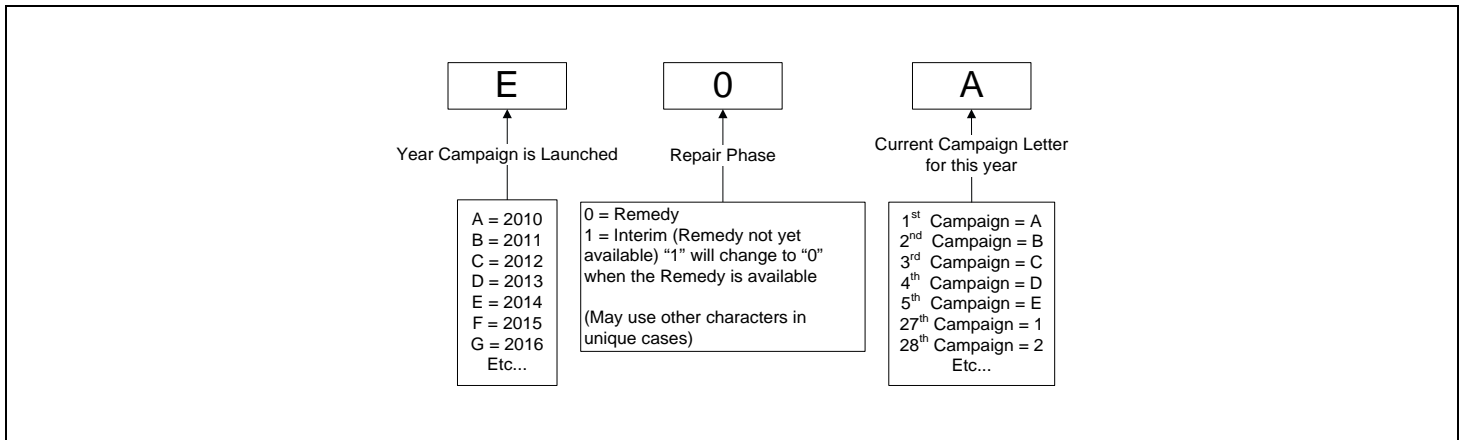 E
0
A
Year Campaign is Launched
Repair Phase
Current Campaign Letter
for this year
A = 2010
B = 2011
C = 2012
D = 2013
E = 2014
F = 2015
G = 2016
Etc...
0 = Remedy
1 = Interim (Remedy not yet
available) “1” will change to “0”
when the Remedy is available
(May use other characters in
unique cases)
1st Campaign = A
2nd Campaign = B
3rd Campaign = C
4th Campaign = D
5th Campaign = E
27th Campaign = 1
28th Campaign = 2
Etc...